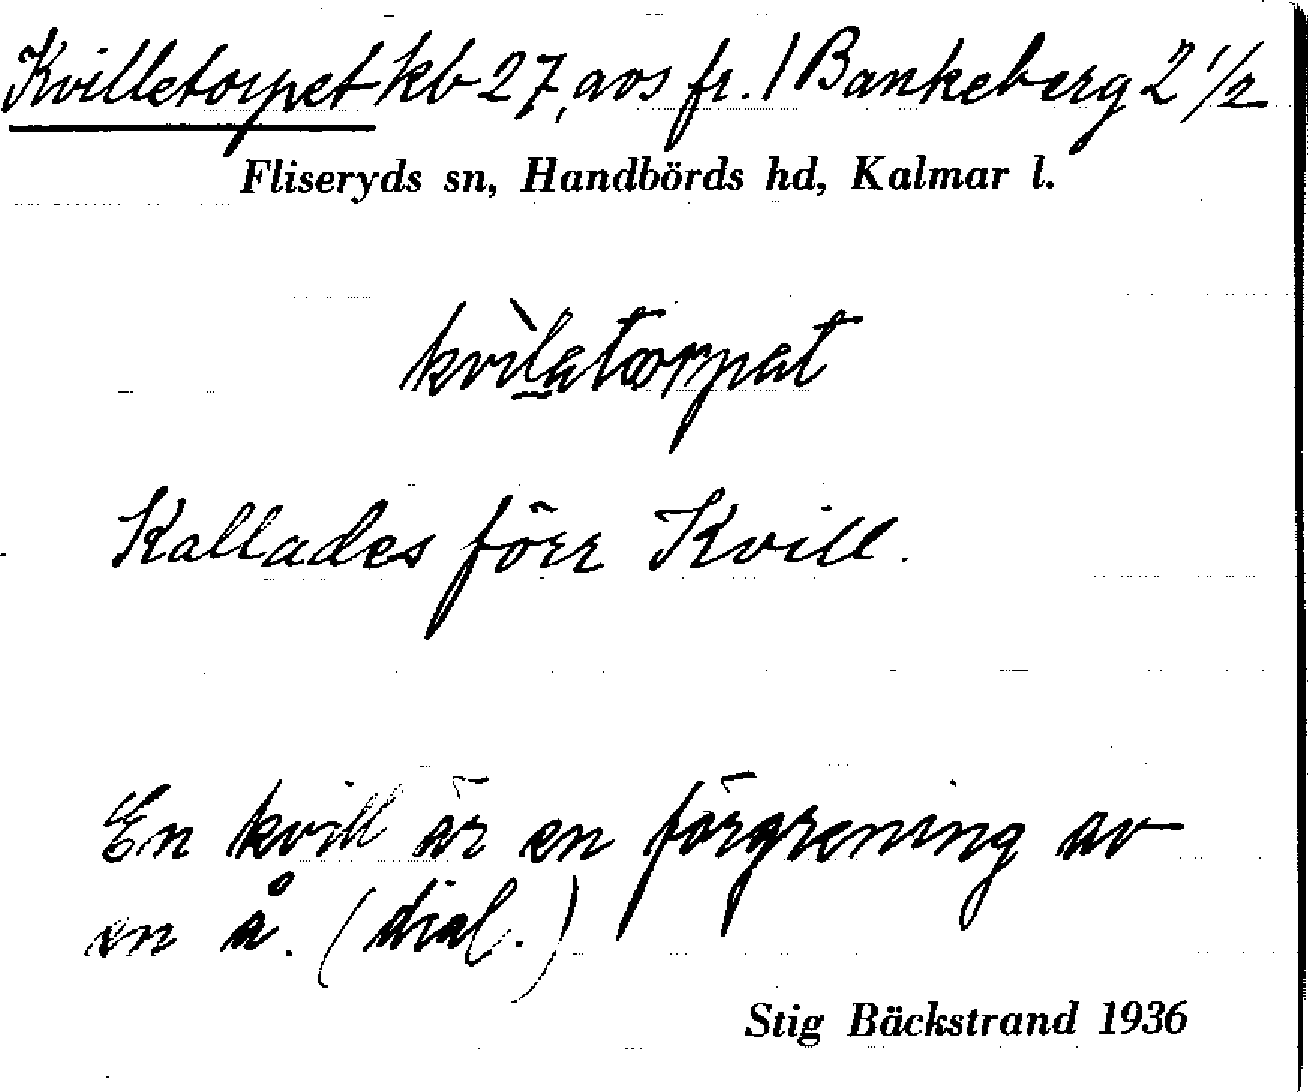 Kvilletorpet kb 27, avs fr. 1 Bankeberg 2 1/2
Fliseryds sn, Handbörds hd, Kalmar l.
kvìlatorpat
Kallades förr Kvill.
En kvill är en förgrening av
en å. (dial.)
Stig Bäckstrand 1936